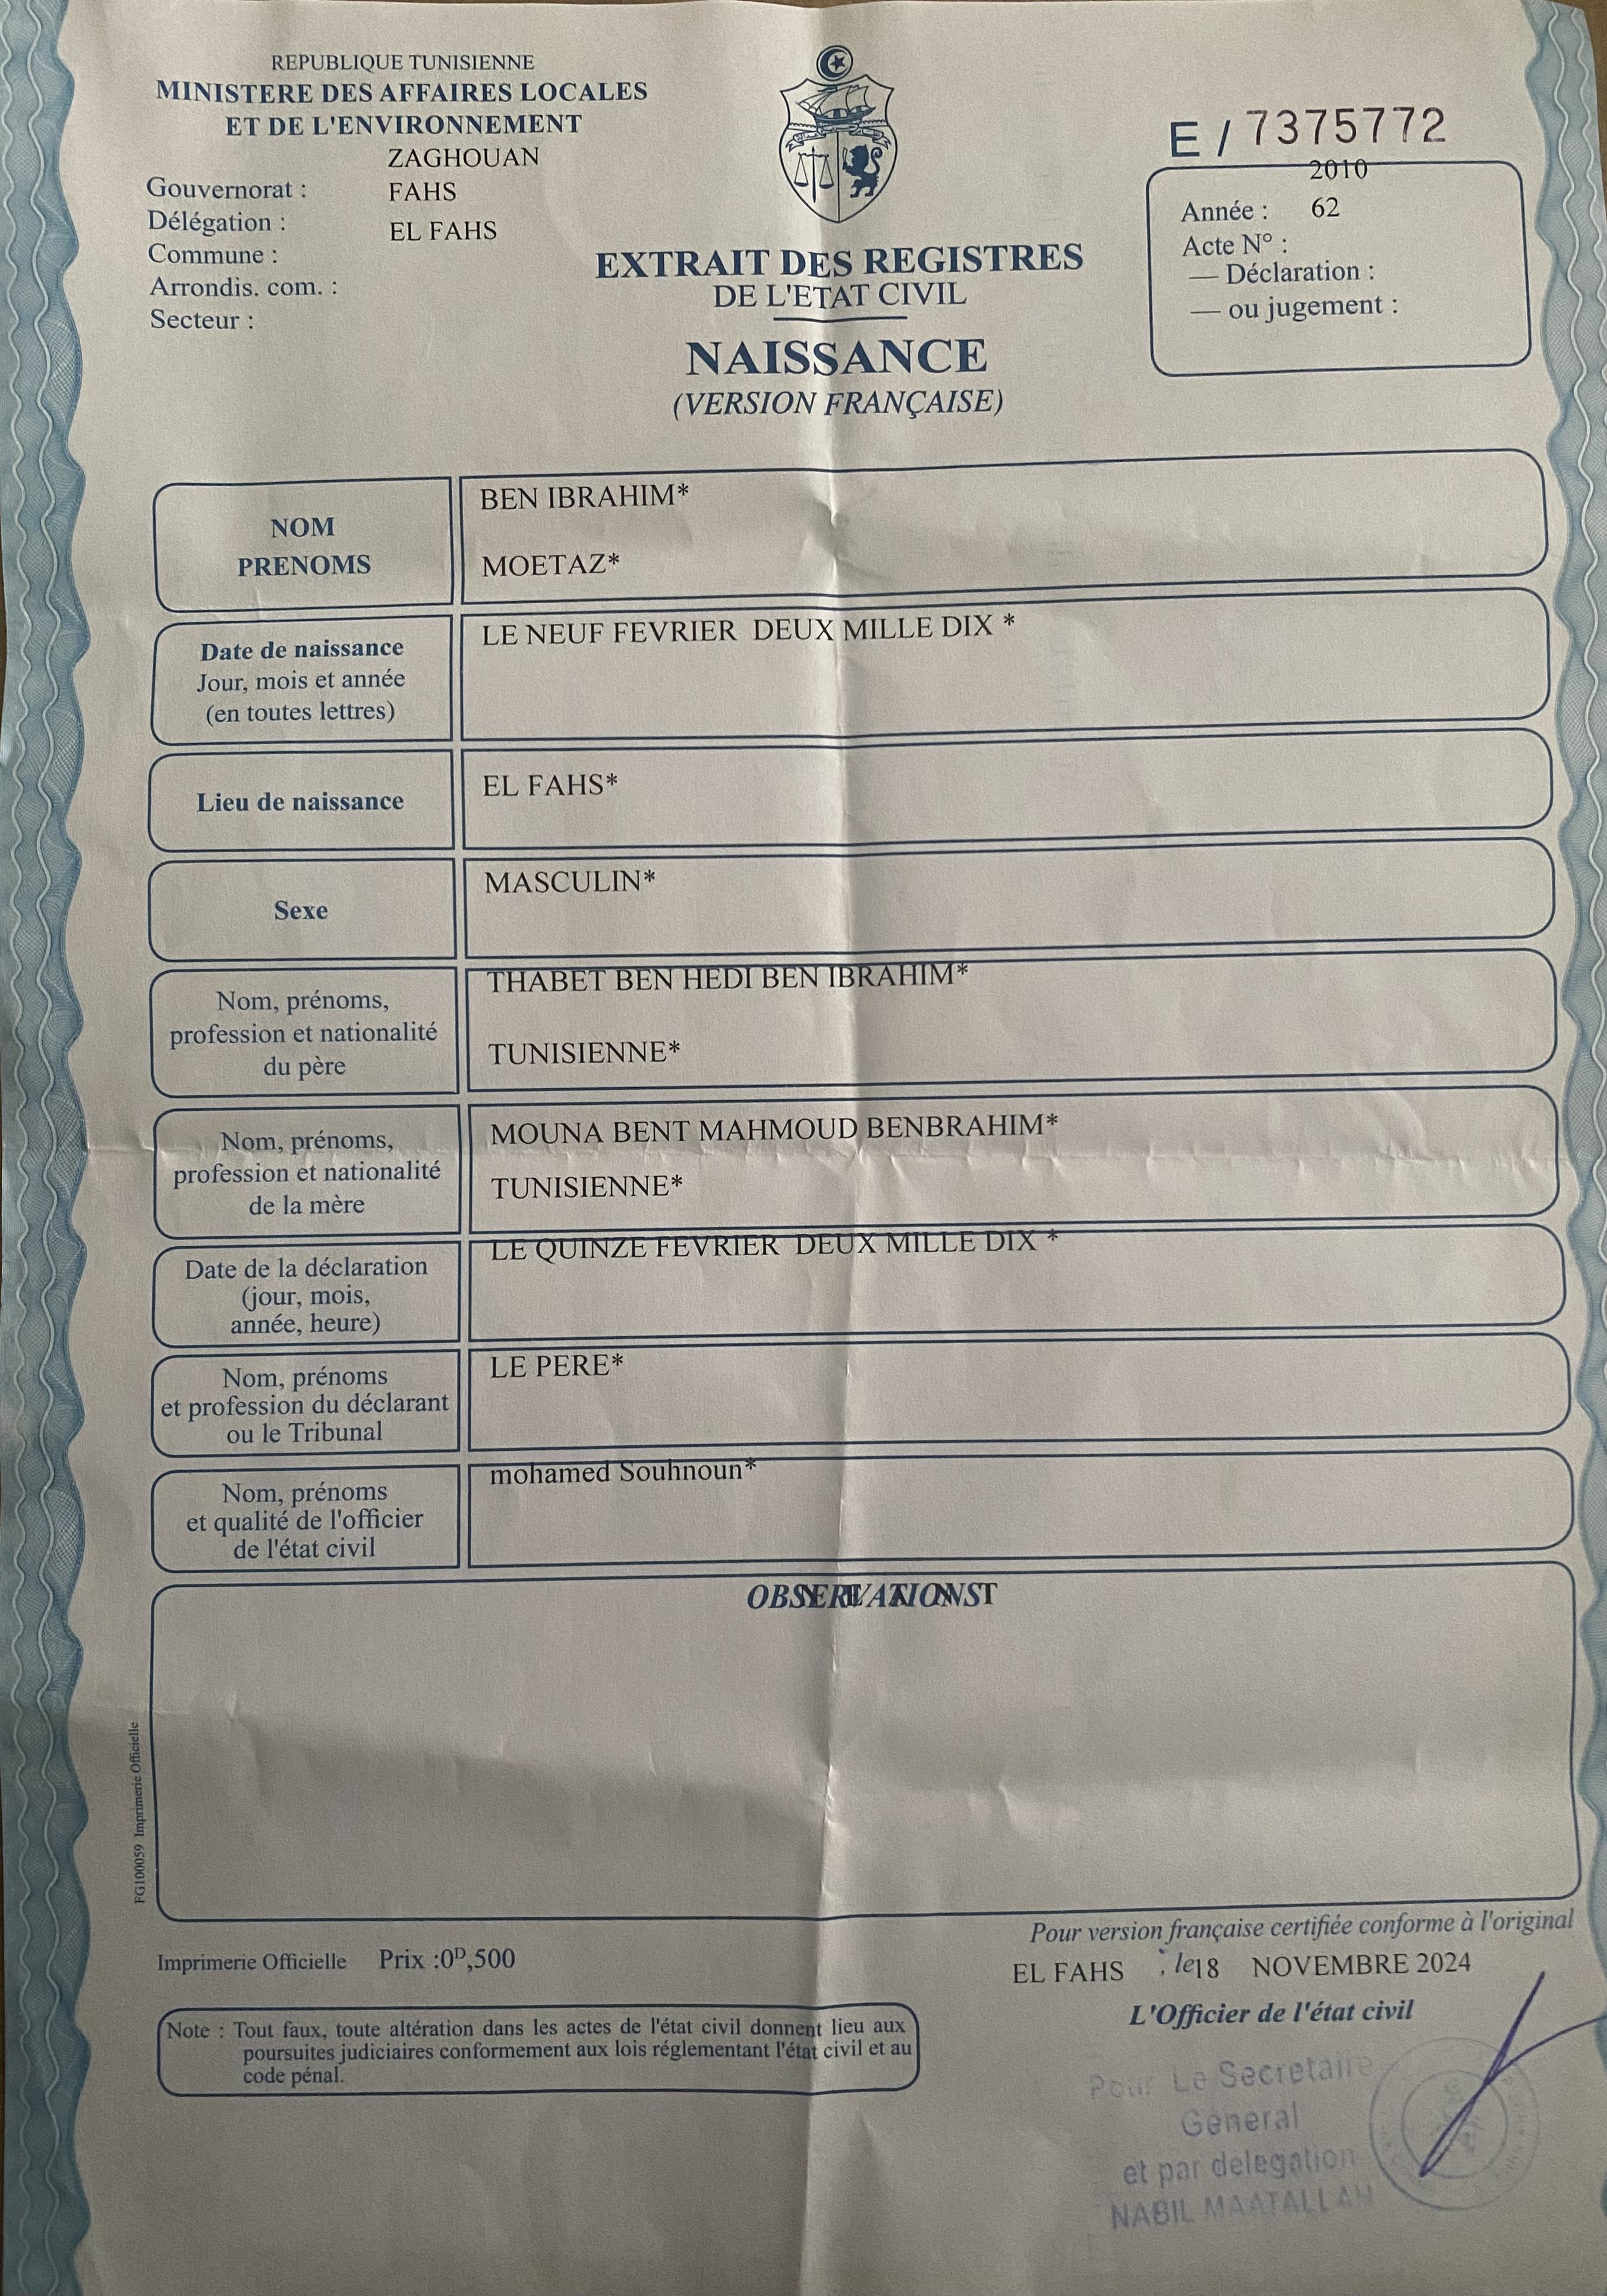 REPUBLIQUE TUNISIENNE
MINISTERE DES AFFAIRES LOCALES
ET DE L'ENVIRONNEMENT
ZAGHOUAN
Gouvernorat : FAHS
Délégation : EL FAHS
Commune :
Arrondis. com. :
Secteur :
EXTRAIT DES REGISTRES
DE L'ETAT CIVIL
NAISSANCE
(VERSION FRANÇAISE)
E / 7375772
2010
Année : 62
Acte N° :
— Déclaration :
— ou jugement :
NOM
PRENOMS
BEN IBRAHIM*
MOETAZ*
Date de naissance
Jour, mois et année
(en toutes lettres)
LE NEUF FEVRIER DEUX MILLE DIX *
Lieu de naissance
EL FAHS*
Sexe
MASCULIN*
Nom, prénoms,
profession et nationalité
du père
THABET BEN HEDI BEN IBRAHIM*
TUNISIENNE*
Nom, prénoms,
profession et nationalité
de la mère
MOUNA BENT MAHMOUD BENBRAHIM*
TUNISIENNE*
Date de la déclaration
(jour, mois,
année, heure)
LE QUINZE FEVRIER DEUX MILLE DIX *
Nom, prénoms
et profession du déclarant
ou le Tribunal
LE PERE*
Nom, prénoms
et qualité de l'officier
de l'état civil
mohamed Souhnoun*
OBSERVATIONS
FG100059 Imprimerie Officielle
Pour version française certifiée conforme à l'original
Imprimerie Officielle Prix :0D,500
EL FAHS , le 18 NOVEMBRE 2024
L'Officier de l'état civil
Note : Tout faux, toute altération dans les actes de l'état civil donnent lieu aux
poursuites judiciaires conformement aux lois réglementant l'état civil et au
code pénal.
Pour Le Secretaire
General
et par delegation
NABIL MAATALLAH